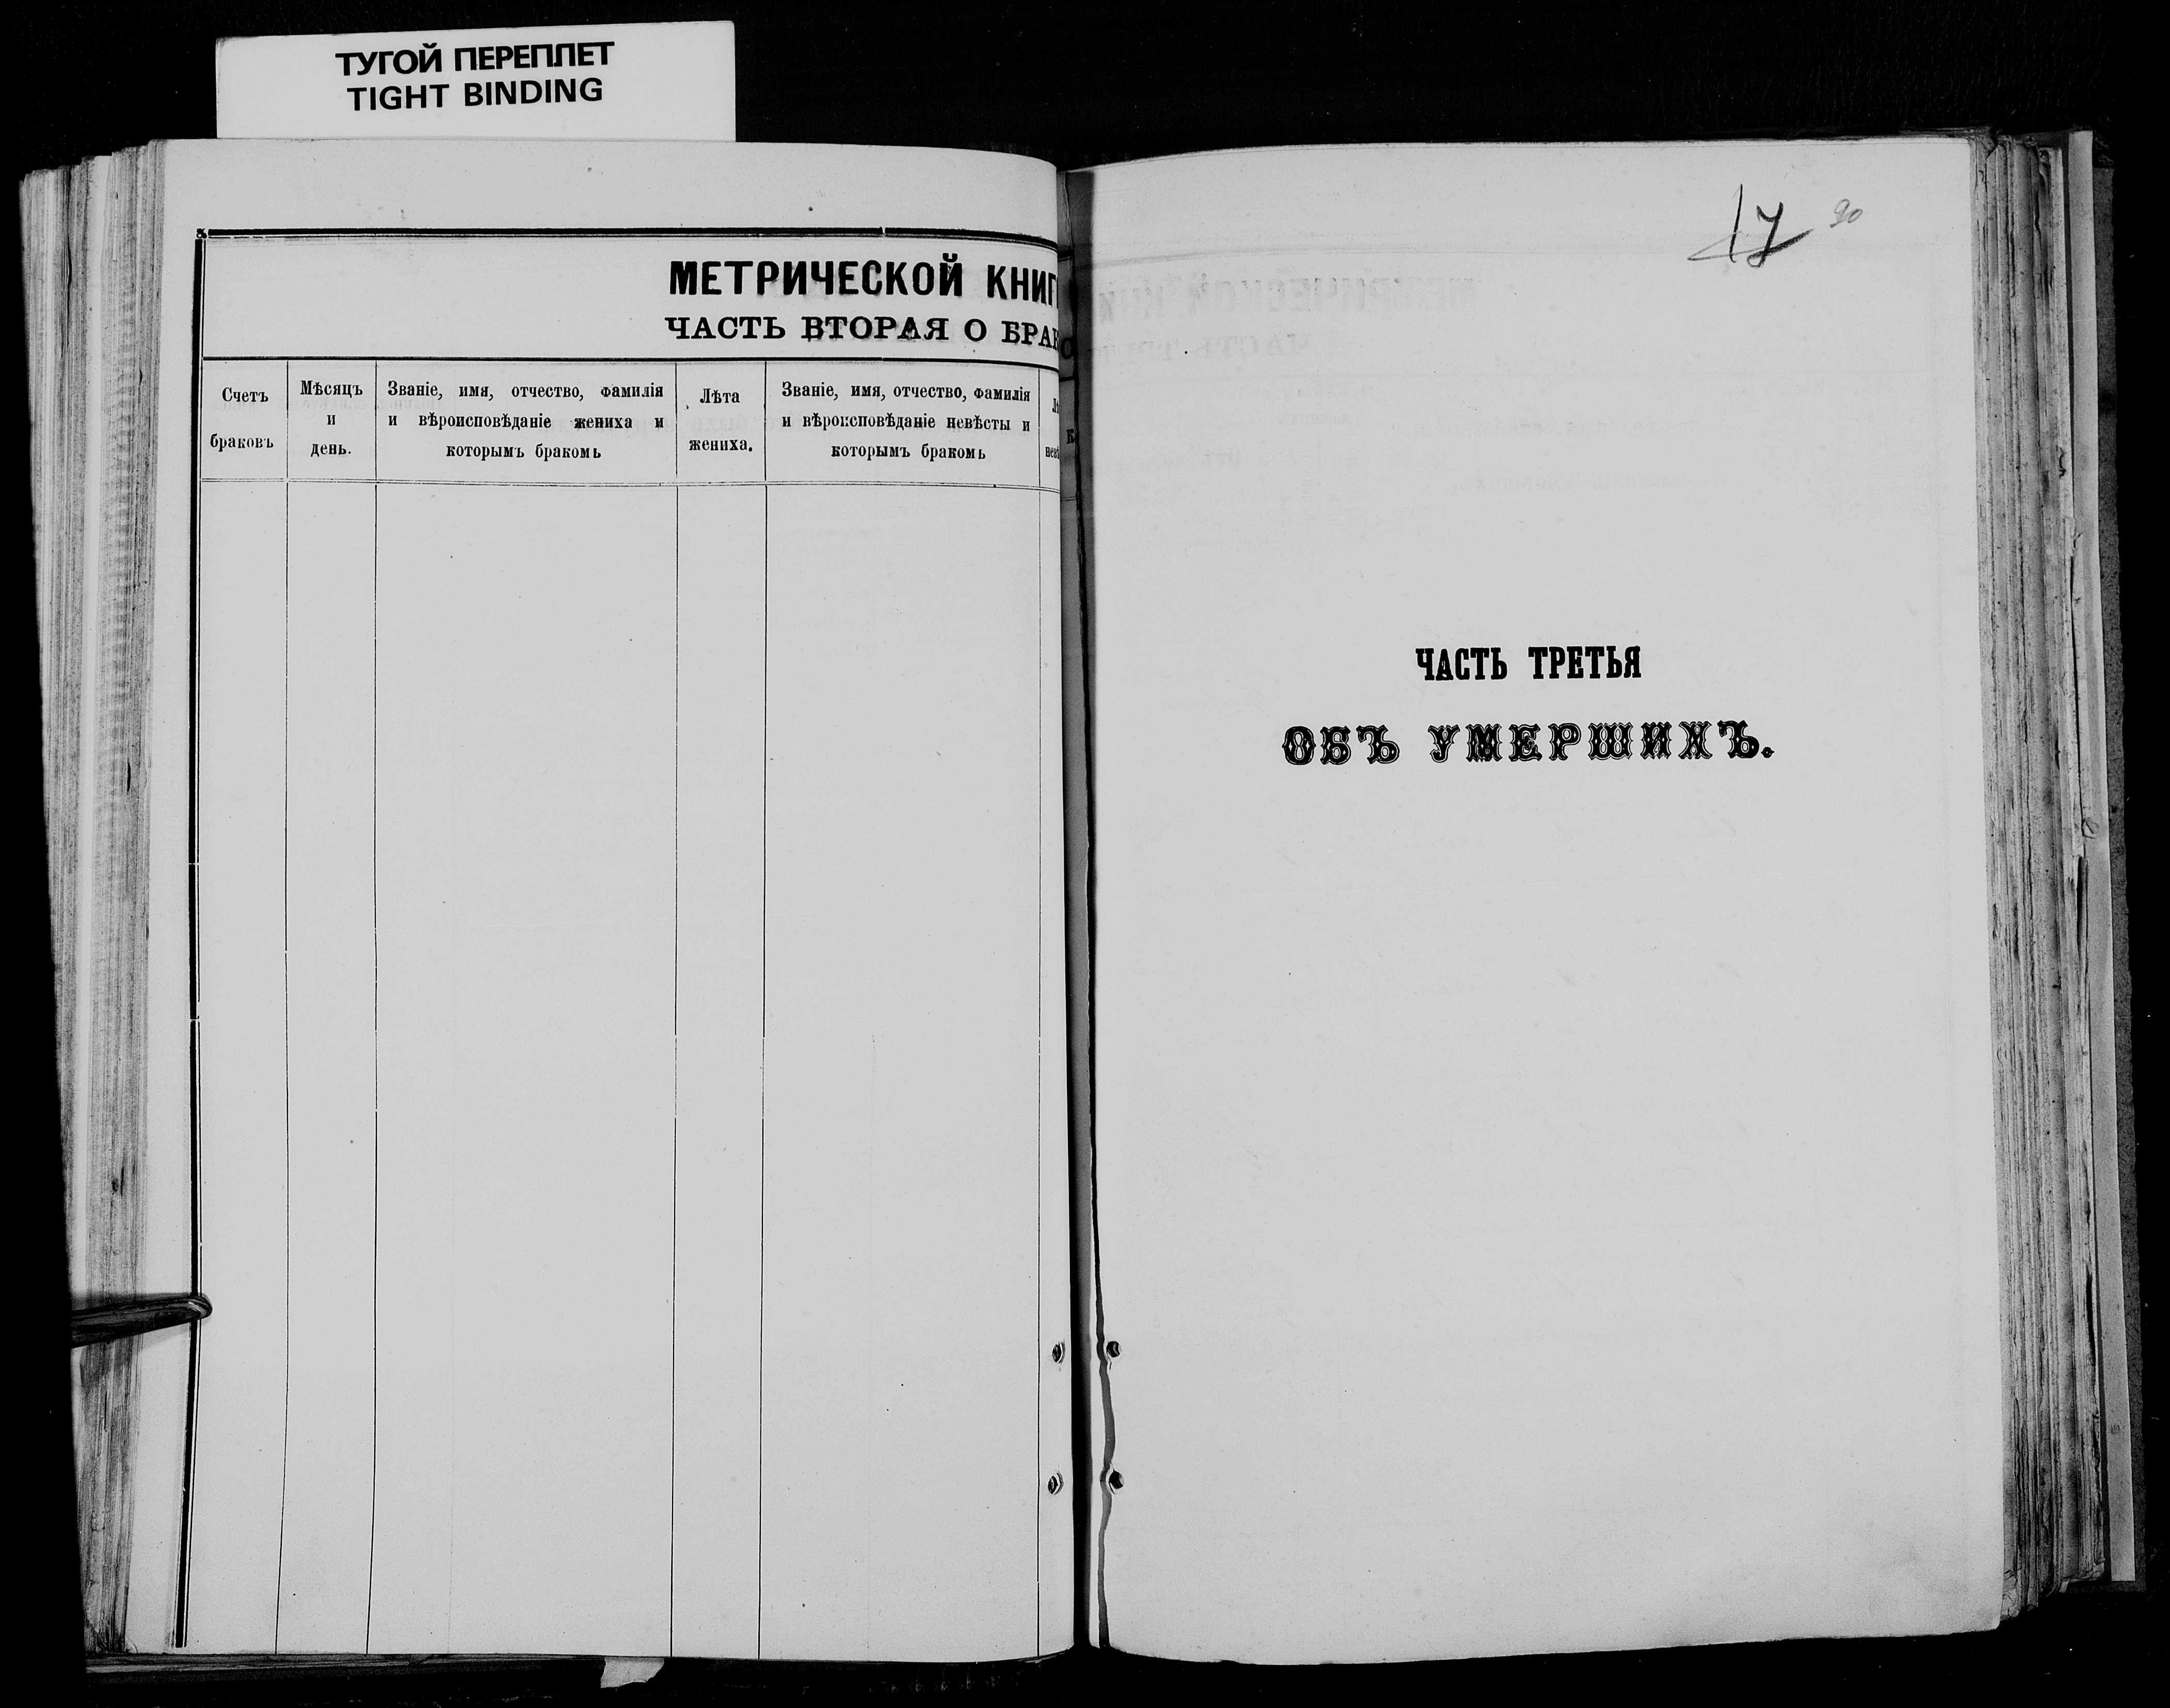 ТУГОЙ ПЕРЕПЛЕТ
TIGHT BINDING
МЕТРИЧЕСКОЙ КНИГ
ЧАСТЬ ВТОРАЯ О БРАК
Счетъ
браковъ
Мѣсяцъ
и
день.
Званіе, имя, отчество, фамилія
и вѣроисповѣданіе жениха и
которымъ бракомъ
Лѣта
жениха.
Званіе, имя, отчество, фамилія
и вѣроисповѣданіе невѣсты и
которымъ бракомъ
17
90
ЧАСТЬ ТРЕТЬЯ
ОБЪ УМЕРШИХЪ.